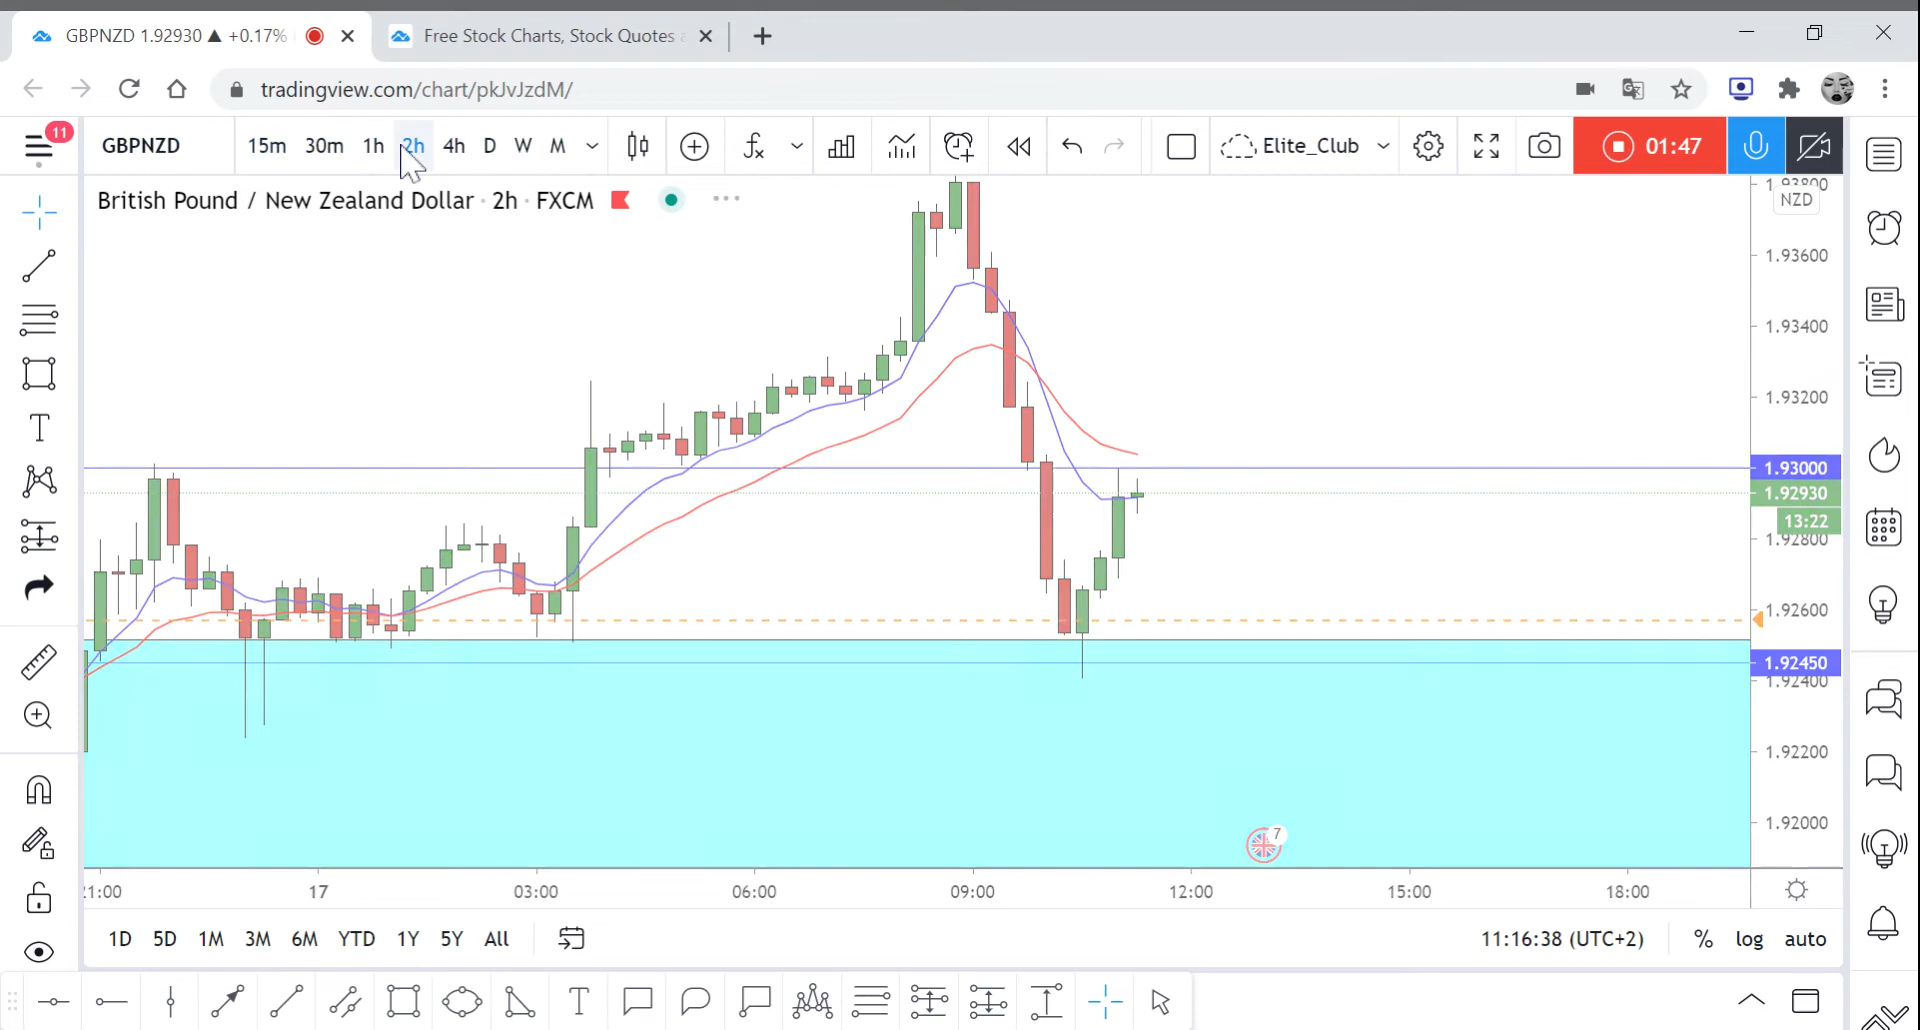 GBPNZD 1.92930 ▲ +0.17%
Free Stock Charts, Stock Quotes a
tradingview.com/chart/pkJvJzdM/
11
GBPNZD 15m 30m 1h 2h 4h D W M Elite_Club 01:47
British Pound / New Zealand Dollar · 2h · FXCM
1.93800
NZD
1.93600
1.93400
1.93200
1.93000
1.92930
13:22
1.92800
1.92600
1.92450
1.92400
1.92200
1.92000
7
21:00 17 03:00 06:00 09:00 12:00 15:00 18:00
1D 5D 1M 3M 6M YTD 1Y 5Y All 11:16:38 (UTC+2) % log auto